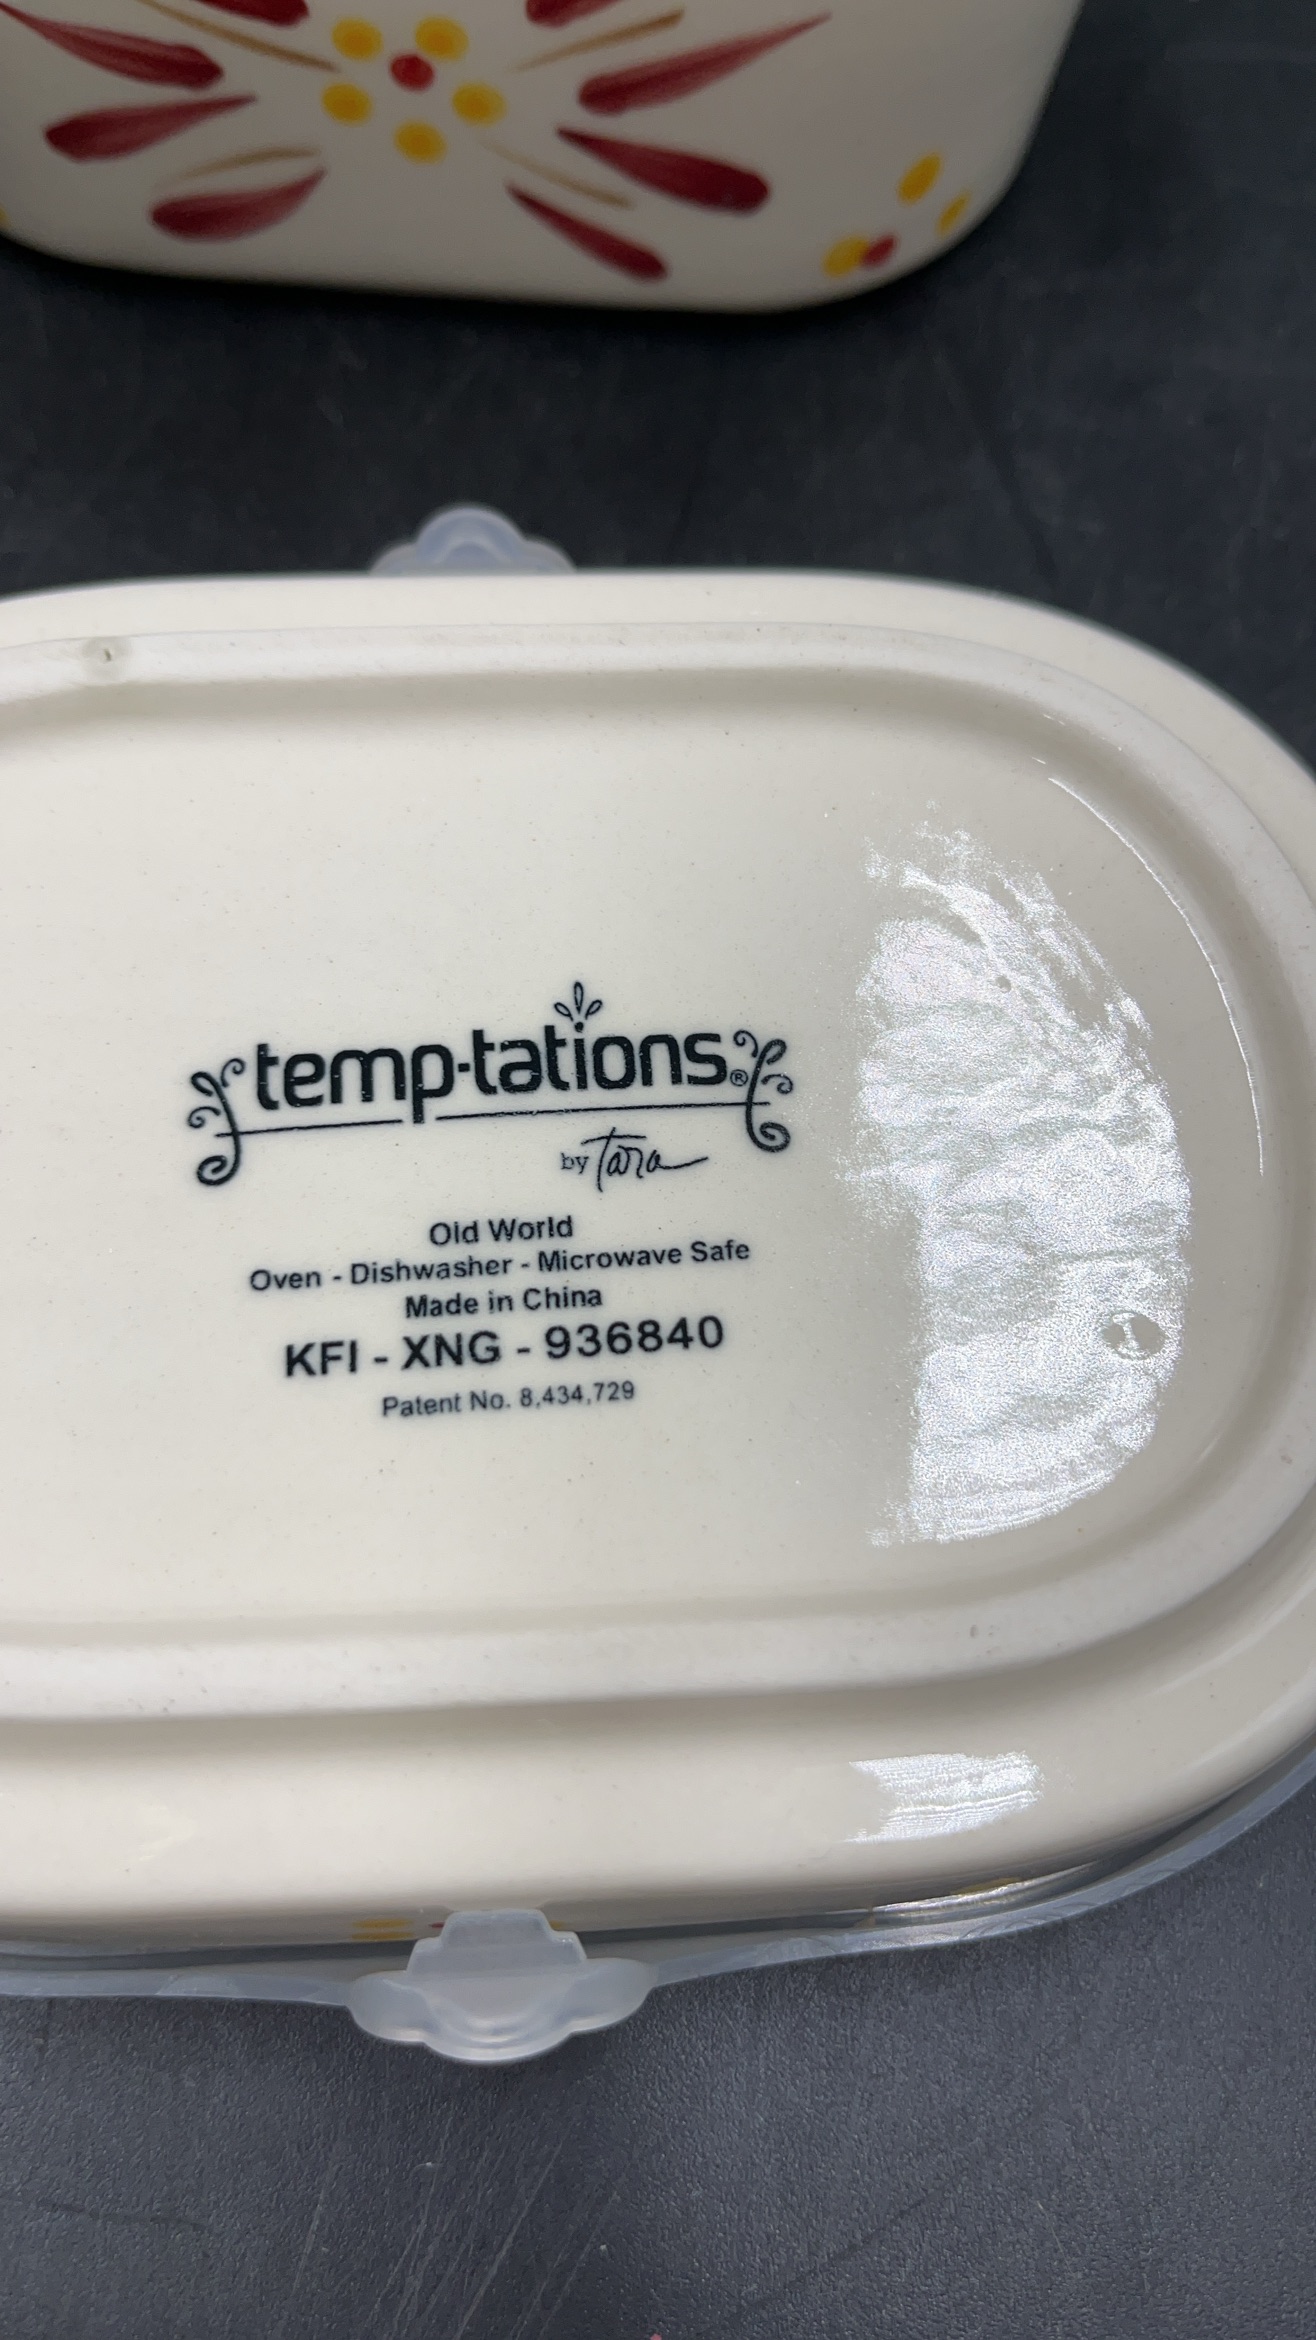 temp-tations®
by Tara
Old World
Oven - Dishwasher - Microwave Safe
Made in China
KFI - XNG - 936840
Patent No. 8,434,729
1